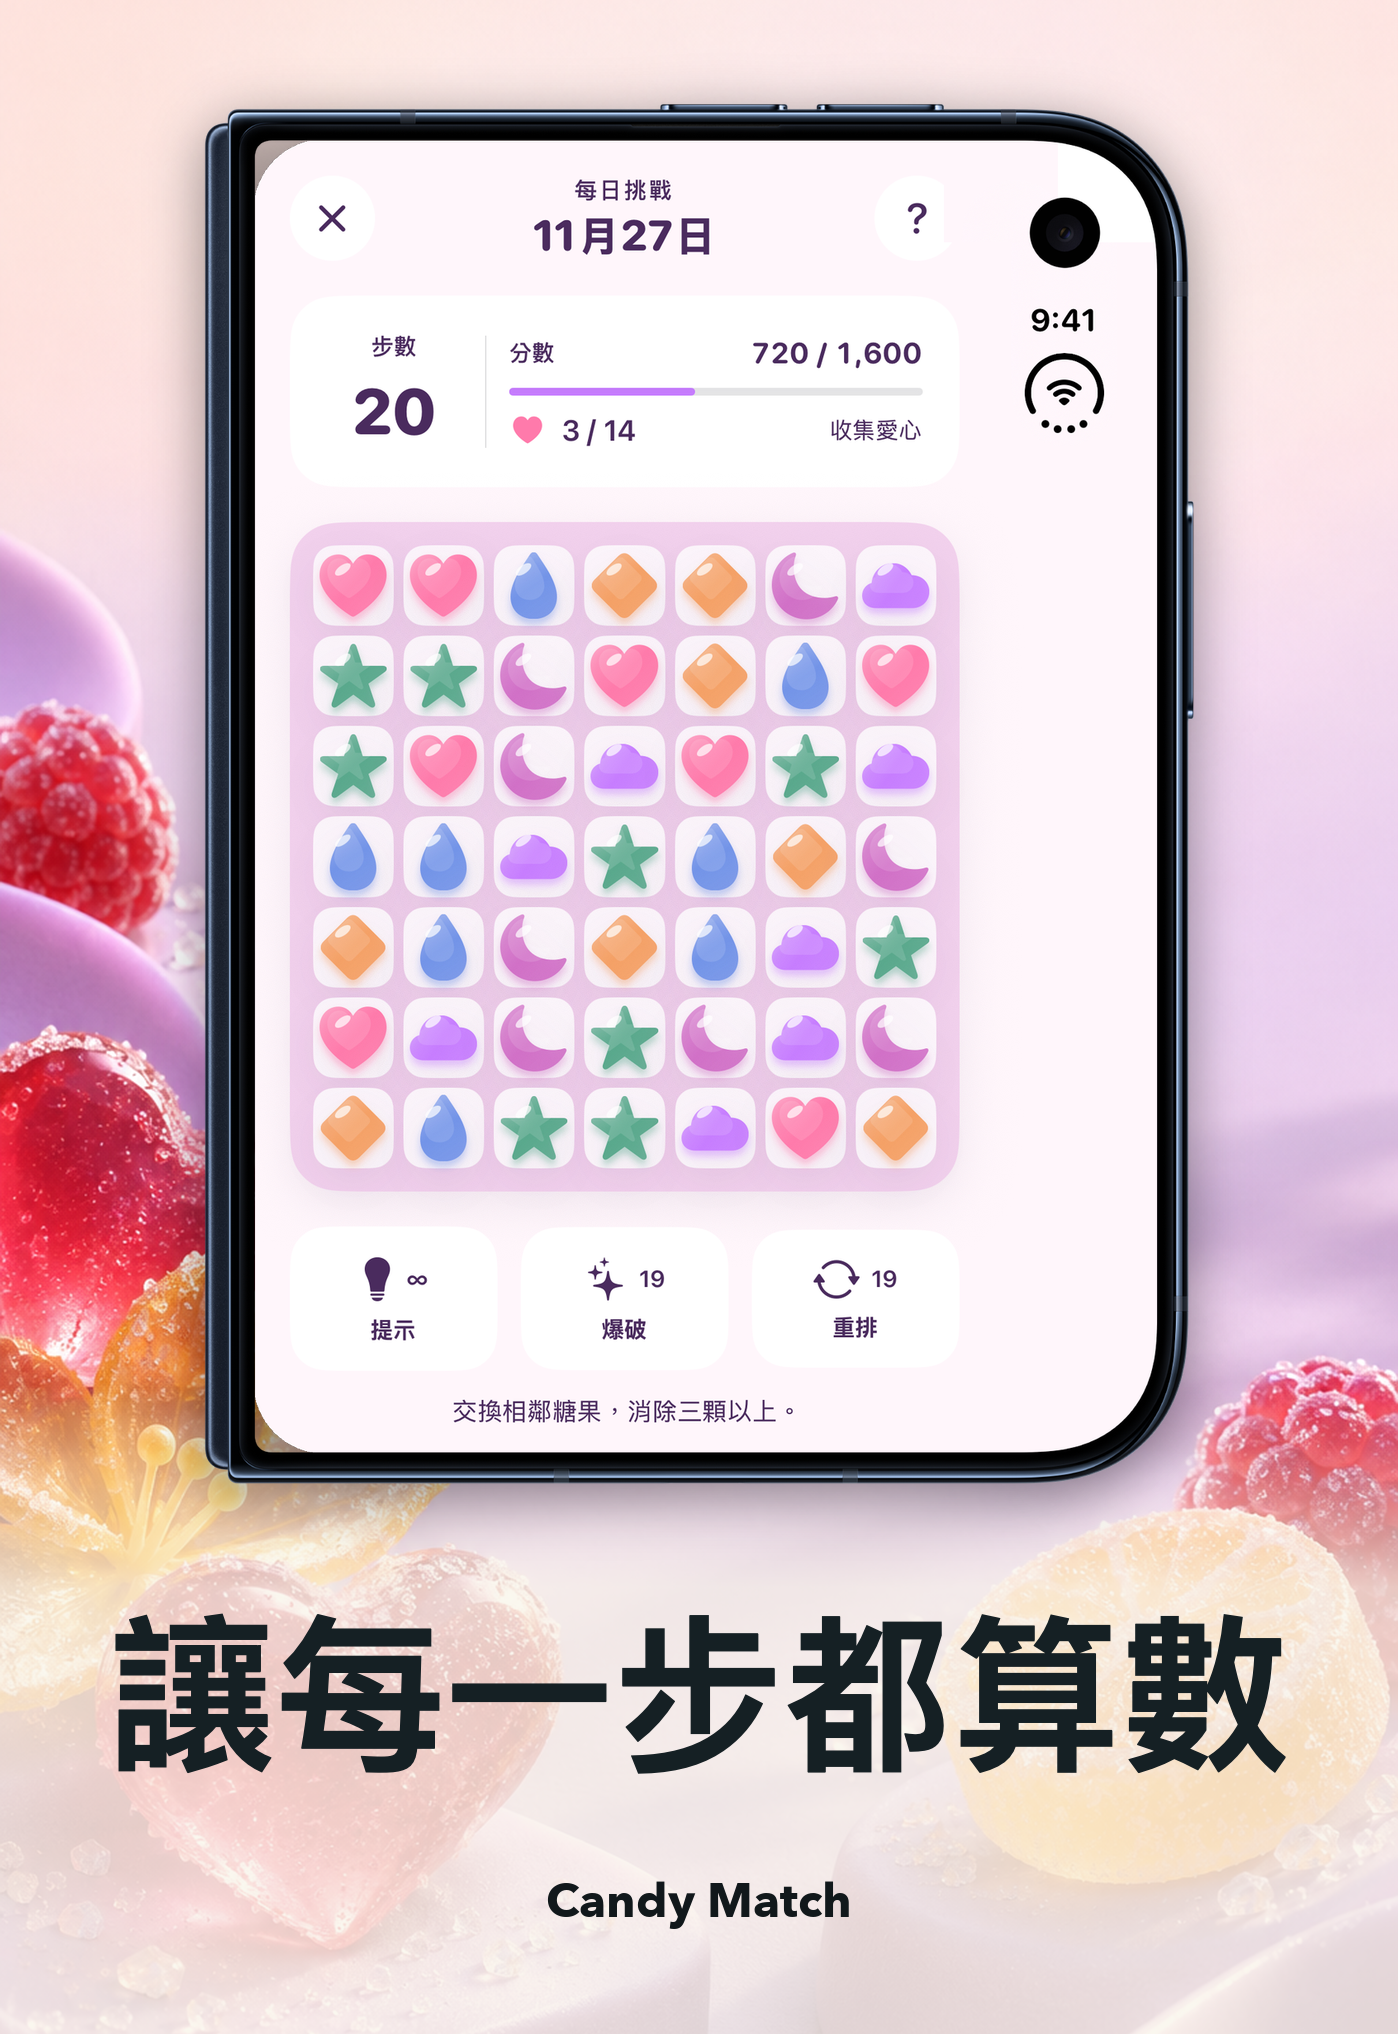 每日挑戰
11月27日
?
9:41
步數
20
分數
720 / 1,600
3 / 14
收集愛心
∞
提示
19
爆破
19
重排
交換相鄰糖果，消除三顆以上。
讓每一步都算數
Candy Match